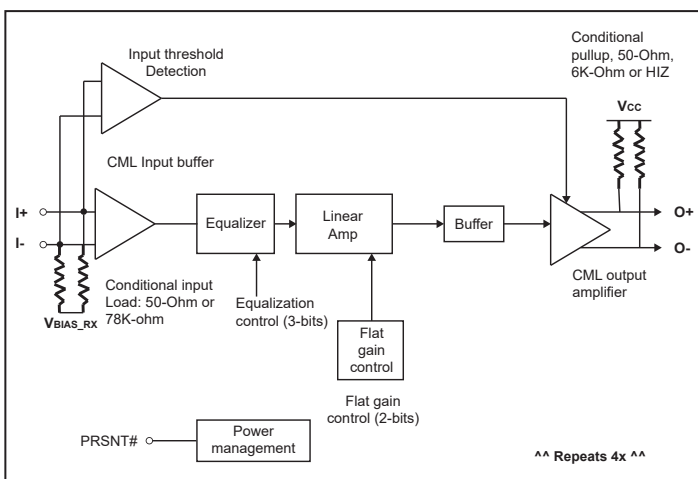 Input threshold
Detection
Conditional
pullup, 50-Ohm,
6K-Ohm or HIZ
VCC
CML Input buffer
I+
I-
Equalizer
Linear
Amp
Buffer
O+
O-
CML output
amplifier
Conditional input
Load: 50-Ohm or
78K-ohm
VBIAS_RX
Equalization
control (3-bits)
Flat
gain
control
Flat gain
control (2-bits)
PRSNT#
Power
management
^^ Repeats 4x ^^